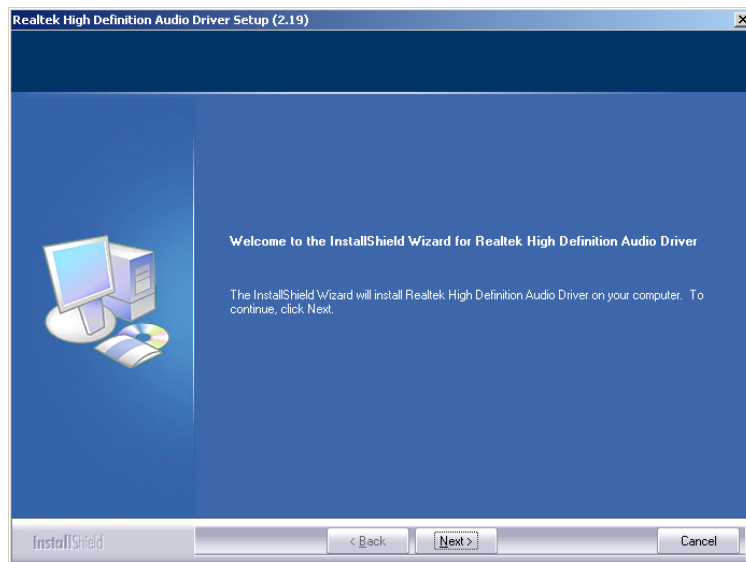 Realtek High Definition Audio Driver Setup (2.19)
Welcome to the InstallShield Wizard for Realtek High Definition Audio Driver
The InstallShield Wizard will install Realtek High Definition Audio Driver on your computer. To
continue, click Next.
InstallShield
< Back
Next >
Cancel